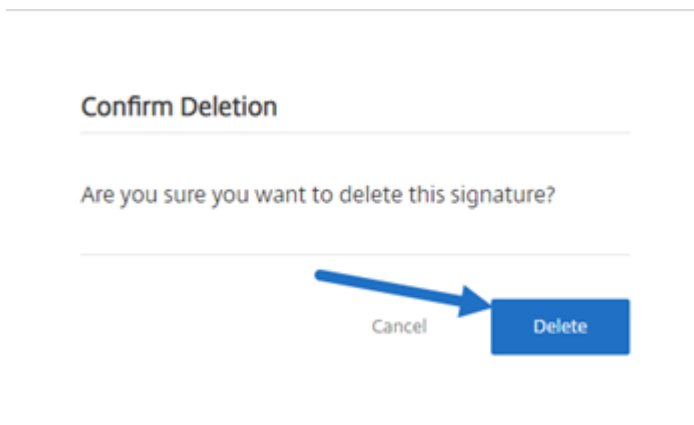 Confirm Deletion
Are you sure you want to delete this signature?
Cancel
Delete